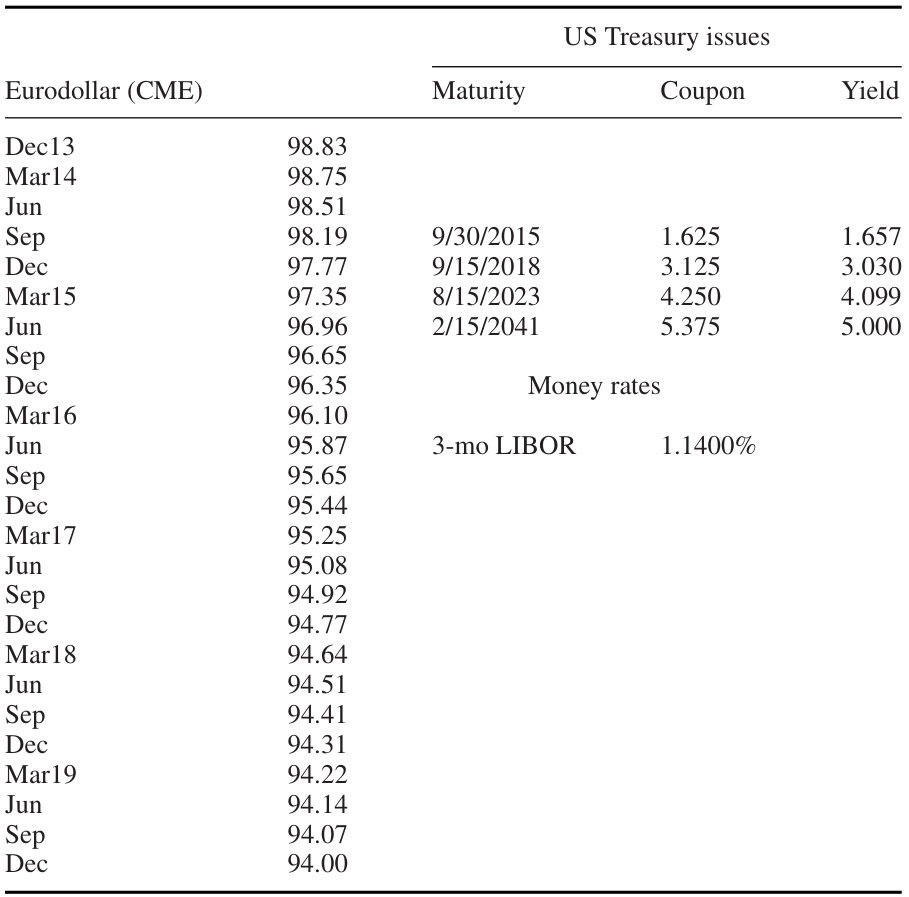 US Treasury issues
Eurodollar (CME) Maturity Coupon Yield
Dec13 98.83
Mar14 98.75
Jun 98.51
Sep 98.19 9/30/2015 1.625 1.657
Dec 97.77 9/15/2018 3.125 3.030
Mar15 97.35 8/15/2023 4.250 4.099
Jun 96.96 2/15/2041 5.375 5.000
Sep 96.65
Dec 96.35 Money rates
Mar16 96.10
Jun 95.87 3-mo LIBOR 1.1400%
Sep 95.65
Dec 95.44
Mar17 95.25
Jun 95.08
Sep 94.92
Dec 94.77
Mar18 94.64
Jun 94.51
Sep 94.41
Dec 94.31
Mar19 94.22
Jun 94.14
Sep 94.07
Dec 94.00